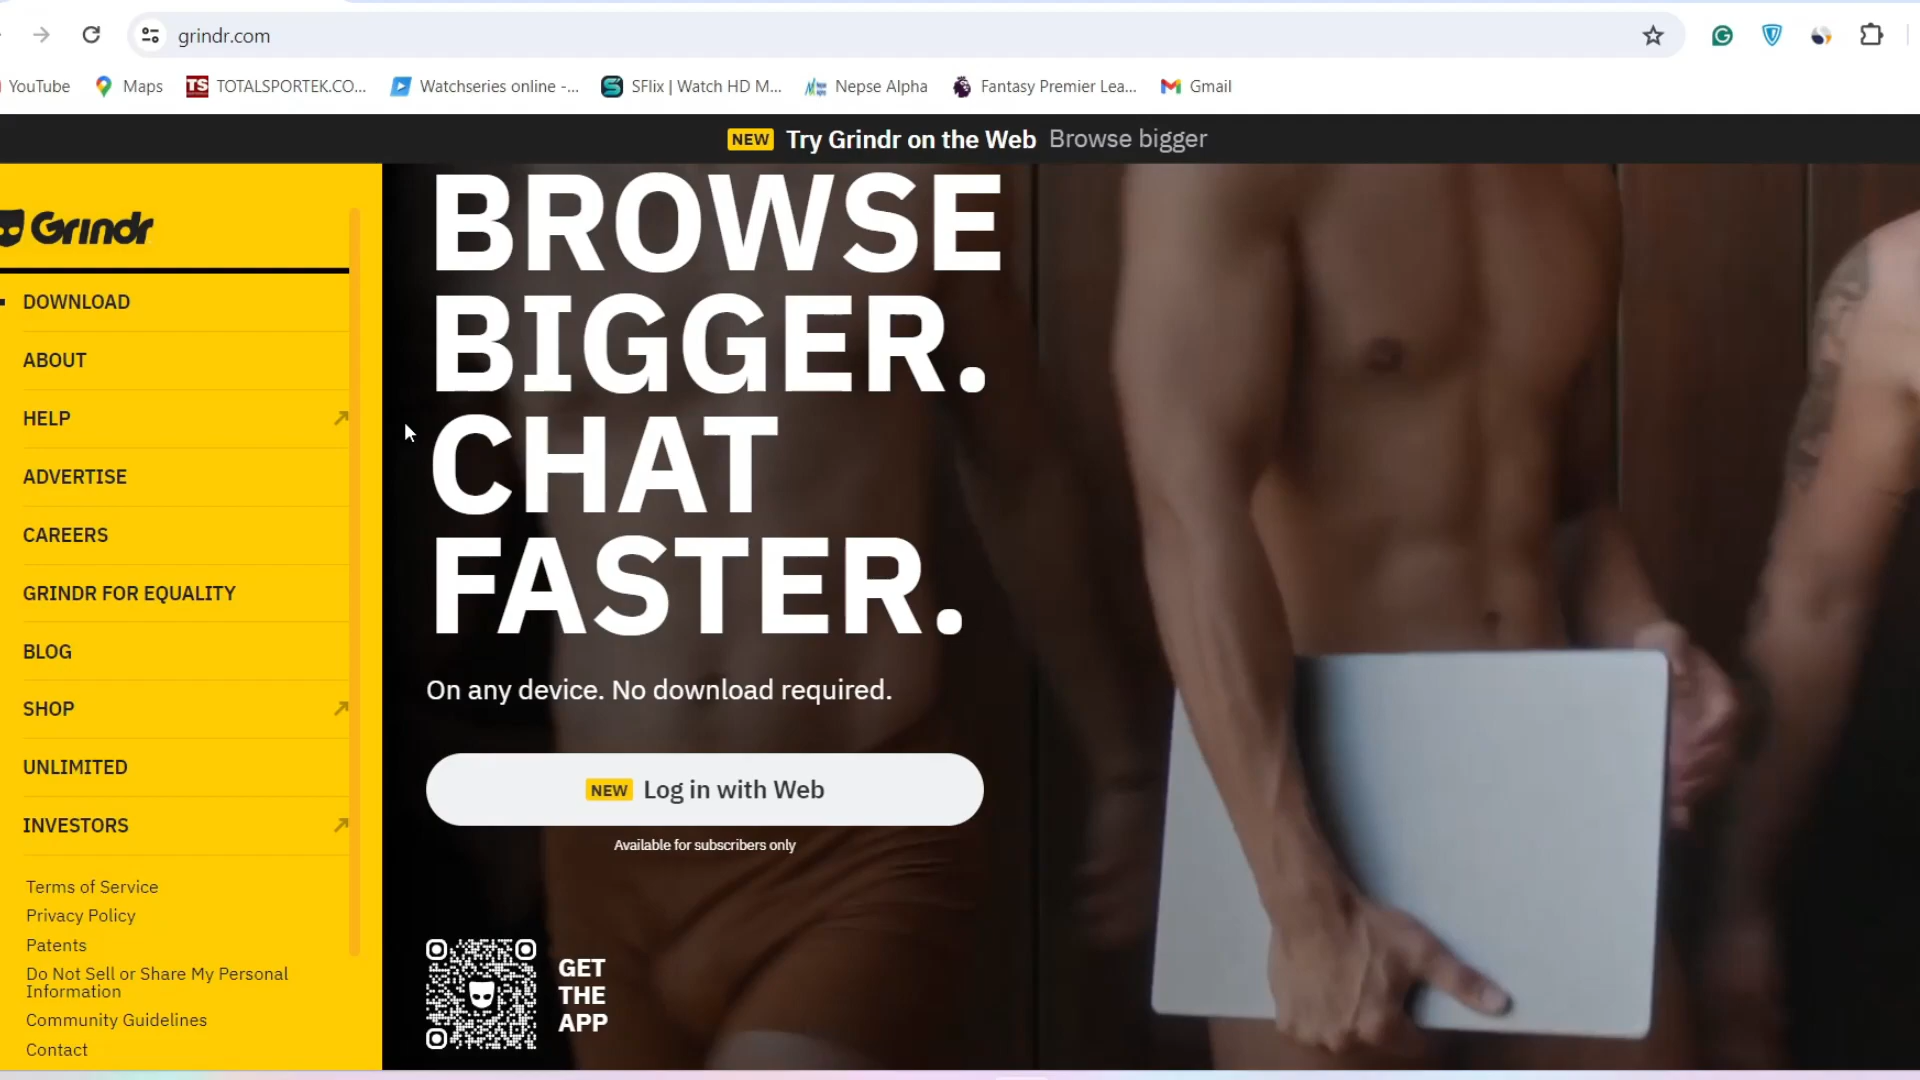 grindr.com
YouTube Maps TS TOTALSPORTEK.CO... Watchseries online -... SFlix | Watch HD M... Nepse Alpha Fantasy Premier Lea... Gmail
NEW Try Grindr on the Web Browse bigger
Grindr
DOWNLOAD
ABOUT
HELP
ADVERTISE
CAREERS
GRINDR FOR EQUALITY
BLOG
SHOP
UNLIMITED
INVESTORS
Terms of Service
Privacy Policy
Patents
Do Not Sell or Share My Personal
Information
Community Guidelines
Contact
BROWSE
BIGGER.
CHAT
FASTER.
On any device. No download required.
NEW Log in with Web
Available for subscribers only
GET
THE
APP